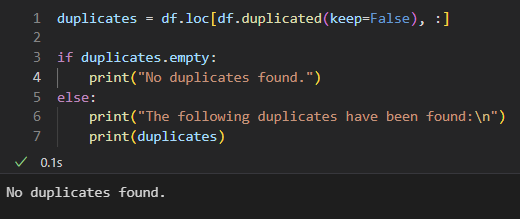 1 duplicates = df.loc[df.duplicated(keep=False), :]
2
3 if duplicates.empty:
4     print("No duplicates found.")
5 else:
6     print("The following duplicates have been found:\n")
7     print(duplicates)
✓ 0.1s
No duplicates found.